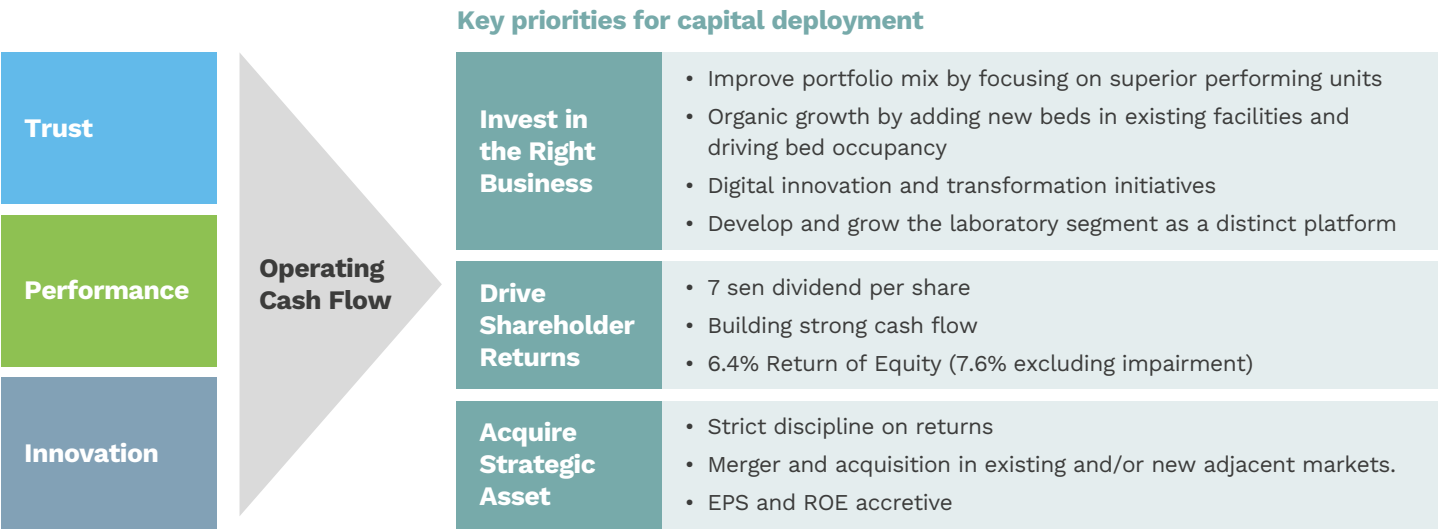 Key priorities for capital deployment
Trust
Performance
Innovation
Operating
Cash Flow
Invest in
the Right
Business
• Improve portfolio mix by focusing on superior performing units
• Organic growth by adding new beds in existing facilities and
driving bed occupancy
• Digital innovation and transformation initiatives
• Develop and grow the laboratory segment as a distinct platform
Drive
Shareholder
Returns
• 7 sen dividend per share
• Building strong cash flow
• 6.4% Return of Equity (7.6% excluding impairment)
Acquire
Strategic
Asset
• Strict discipline on returns
• Merger and acquisition in existing and/or new adjacent markets.
• EPS and ROE accretive